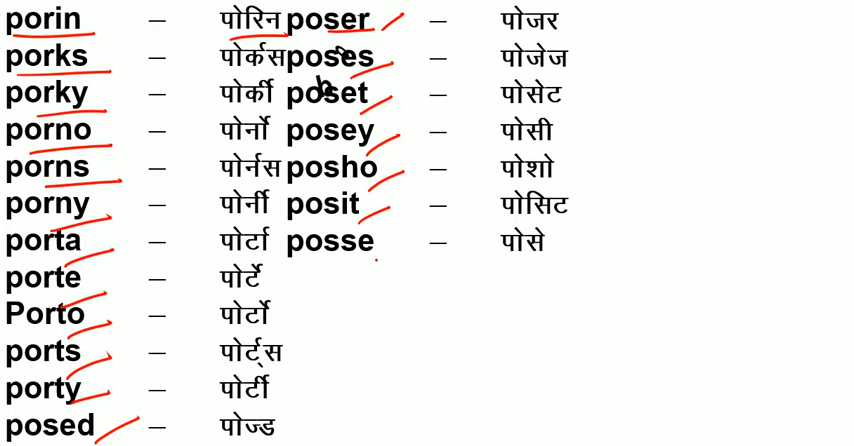 porin – पोरिन
porks – पोर्कस
porky – पोर्की
porno – पोर्नो
porns – पोर्नस
porny – पोर्नी
porta – पोर्टा
porte – पोर्टे
Porto – पोर्टो
ports – पोर्ट्स
porty – पोर्टी
posed – पोज्ड
poser – पोजर
poses – पोजेज
poset – पोसेट
posey – पोसी
posho – पोशो
posit – पोसिट
posse – पोसे